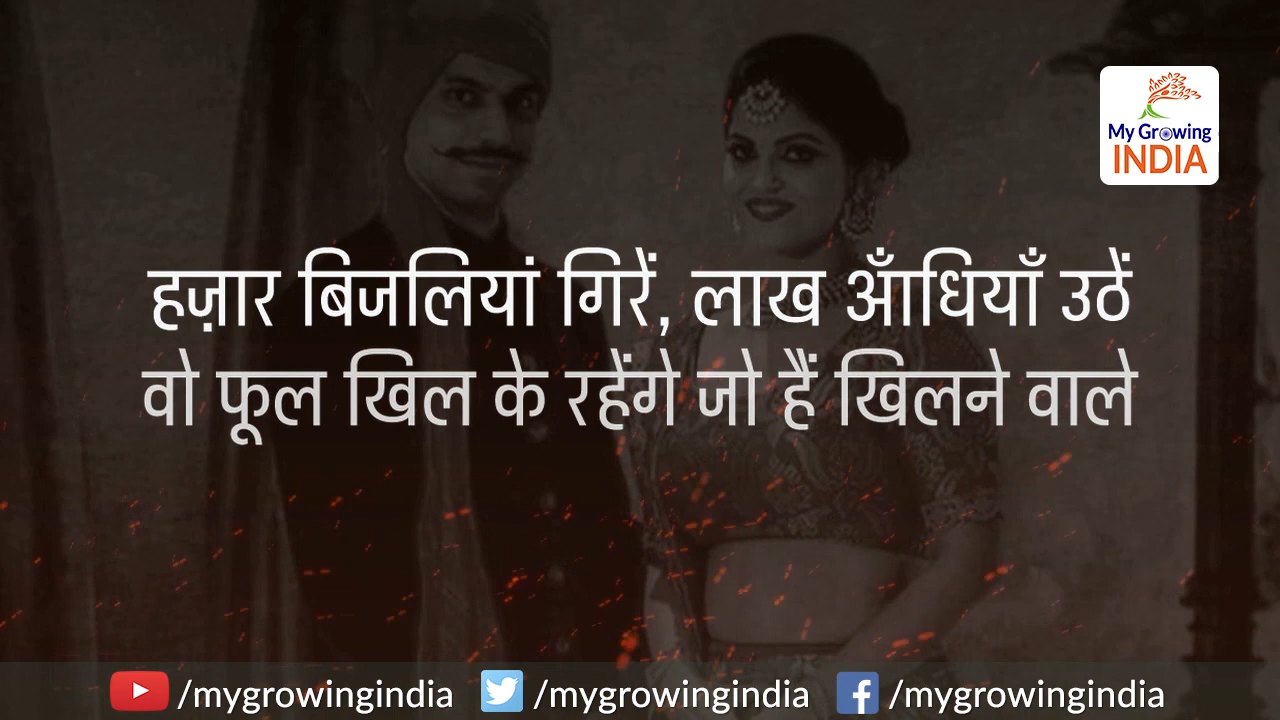 My Growing
INDIA
हज़ार बिजलियां गिरें, लाख आँधियाँ उठें
वो फूल खिल के रहेंगे जो हैं खिलने वाले
/mygrowingindia /mygrowingindia /mygrowingindia